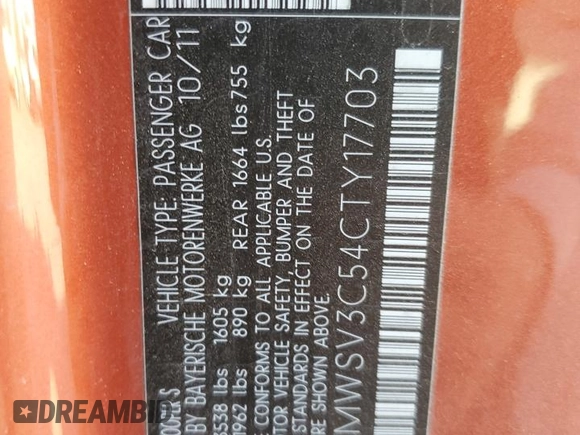 VEHICLE TYPE: PASSENGER CAR
BY BAYERISCHE MOTORENWERKE AG 10/11
3538 lbs 1605 kg
1962 lbs 890 kg REAR 1664 lbs 755 kg
CONFORMS TO ALL APPLICABLE U.S.
VEHICLE SAFETY, BUMPER AND THEFT
STANDARDS IN EFFECT ON THE DATE OF
SHOWN ABOVE.
WMWSV3C54CTY17703
DREAMBID